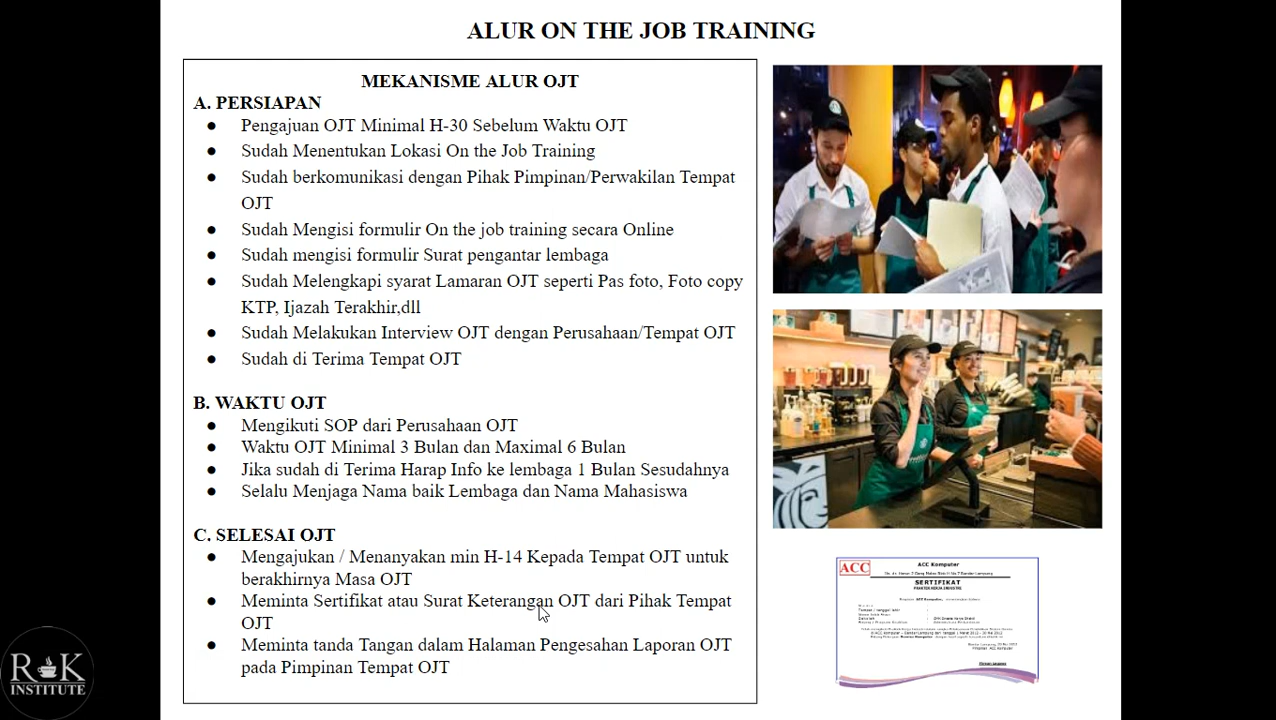 ALUR ON THE JOB TRAINING
MEKANISME ALUR OJT
A. PERSIAPAN
● Pengajuan OJT Minimal H-30 Sebelum Waktu OJT
● Sudah Menentukan Lokasi On the Job Training
● Sudah berkomunikasi dengan Pihak Pimpinan/Perwakilan Tempat
OJT
● Sudah Mengisi formulir On the job training secara Online
● Sudah mengisi formulir Surat pengantar lembaga
● Sudah Melengkapi syarat Lamaran OJT seperti Pas foto, Foto copy
KTP, Ijazah Terakhir,dll
● Sudah Melakukan Interview OJT dengan Perusahaan/Tempat OJT
● Sudah di Terima Tempat OJT
B. WAKTU OJT
● Mengikuti SOP dari Perusahaan OJT
● Waktu OJT Minimal 3 Bulan dan Maximal 6 Bulan
● Jika sudah di Terima Harap Info ke lembaga 1 Bulan Sesudahnya
● Selalu Menjaga Nama baik Lembaga dan Nama Mahasiswa
C. SELESAI OJT
● Mengajukan / Menanyakan min H-14 Kepada Tempat OJT untuk
Berakhirnya Masa OJT
● Meminta Sertifikat atau Surat Keterangan OJT dari Pihak Tempat
OJT
● Meminta Tanda Tangan dalam Halaman Pengesahan Laporan OJT
pada Pimpinan Tempat OJT
ACC
ACC Komputer
SERTIFIKAT
R K
INSTITUTE